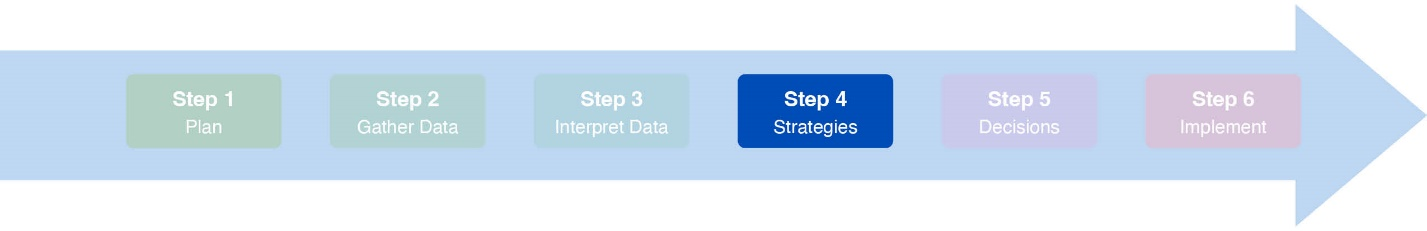 Step 1
Plan
Step 2
Gather Data
Step 3
Interpret Data
Step 4
Strategies
Step 5
Decisions
Step 6
Implement